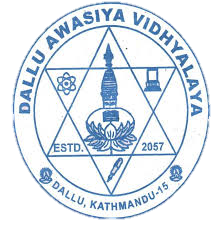 DALLU AWASIYA VIDHYALAYA
ESTD. 2057
DALLU, KATHMANDU-15